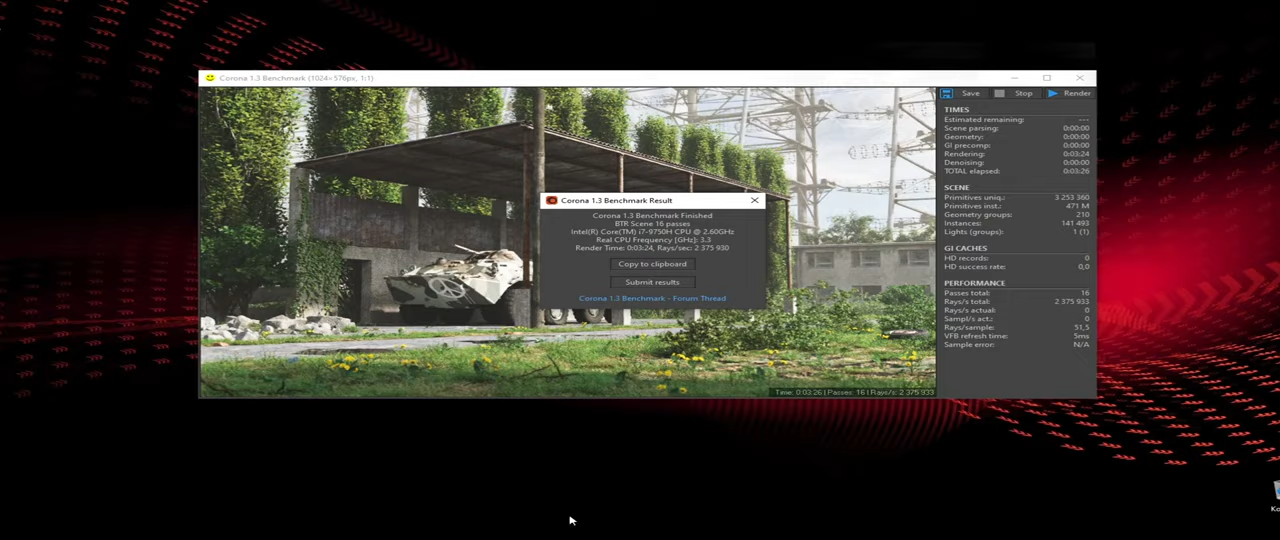 Corona 1.3 Benchmark (1024×576px, 1:1)
Save Stop Render
TIMES
Estimated remaining: ---
Scene parsing: 0:00:00
Geometry: 0:00:00
GI precomp: 0:00:00
Rendering: 0:03:24
Denoising: 0:00:00
TOTAL elapsed: 0:03:26
SCENE
Primitives uniq.: 3 253 360
Primitives inst.: 471 M
Geometry groups: 210
Instances: 141 493
Lights (groups): 1 (1)
GI CACHES
HD records: 0
HD success rate: 0,0
PERFORMANCE
Passes total: 16
Rays/s total: 2 375 933
Rays/s actual: 0
Sampl/s act.: 0
Rays/sample: 51,5
VFB refresh time: 5ms
Sample error: N/A
Corona 1.3 Benchmark Result
Corona 1.3 Benchmark Finished
BTR Scene 16 passes
Intel(R) Core(TM) i7-9750H CPU @ 2.60GHz
Real CPU Frequency [GHz]: 3.3
Render Time: 0:03:24, Rays/sec: 2 375 930
Copy to clipboard
Submit results
Corona 1.3 Benchmark - Forum Thread
Time: 0:03:26 | Passes: 16 | Rays/s: 2 375 933